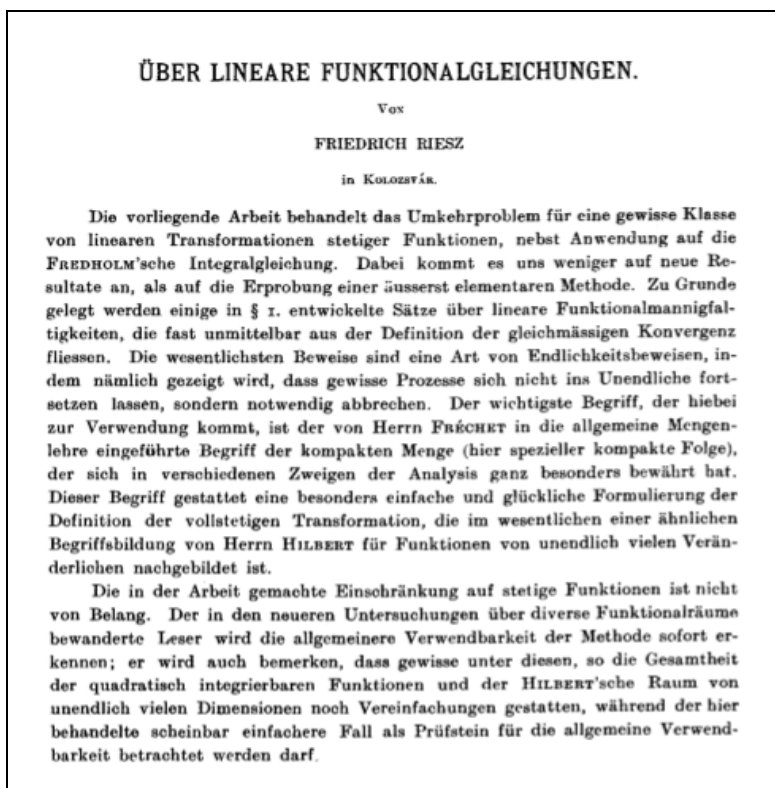 ÜBER LINEARE FUNKTIONALGLEICHUNGEN.
Von
FRIEDRICH RIESZ
in KOLOZSVÁR.
Die vorliegende Arbeit behandelt das Umkehrproblem für eine gewisse Klasse
von linearen Transformationen stetiger Funktionen, nebst Anwendung auf die
FREDHOLM'sche Integralgleichung. Dabei kommt es uns weniger auf neue Re-
sultate an, als auf die Erprobung einer äusserst elementaren Methode. Zu Grunde
gelegt werden einige in § 1. entwickelte Sätze über lineare Funktionalmannigfal-
tigkeiten, die fast unmittelbar aus der Definition der gleichmässigen Konvergenz
fliessen. Die wesentlichsten Beweise sind eine Art von Endlichkeitsbeweisen, in-
dem nämlich gezeigt wird, dass gewisse Prozesse sich nicht ins Unendliche fort-
setzen lassen, sondern notwendig abbrechen. Der wichtigste Begriff, der hiebei
zur Verwendung kommt, ist der von Herrn FRÉCHET in die allgemeine Mengen-
lehre eingeführte Begriff der kompakten Menge (hier spezieller kompakte Folge),
der sich in verschiedenen Zweigen der Analysis ganz besonders bewährt hat.
Dieser Begriff gestattet eine besonders einfache und glückliche Formulierung der
Definition der vollstetigen Transformation, die im wesentlichen einer ähnlichen
Begriffsbildung von Herrn HILBERT für Funktionen von unendlich vielen Verän-
derlichen nachgebildet ist.
Die in der Arbeit gemachte Einschränkung auf stetige Funktionen ist nicht
von Belang. Der in den neueren Untersuchungen über diverse Funktionalräume
bewanderte Leser wird die allgemeinere Verwendbarkeit der Methode sofort er-
kennen; er wird auch bemerken, dass gewisse unter diesen, so die Gesamtheit
der quadratisch integrierbaren Funktionen und der HILBERT'sche Raum von
unendlich vielen Dimensionen noch Vereinfachungen gestatten, während der hier
behandelte scheinbar einfachere Fall als Prüfstein für die allgemeine Verwend-
barkeit betrachtet werden darf.